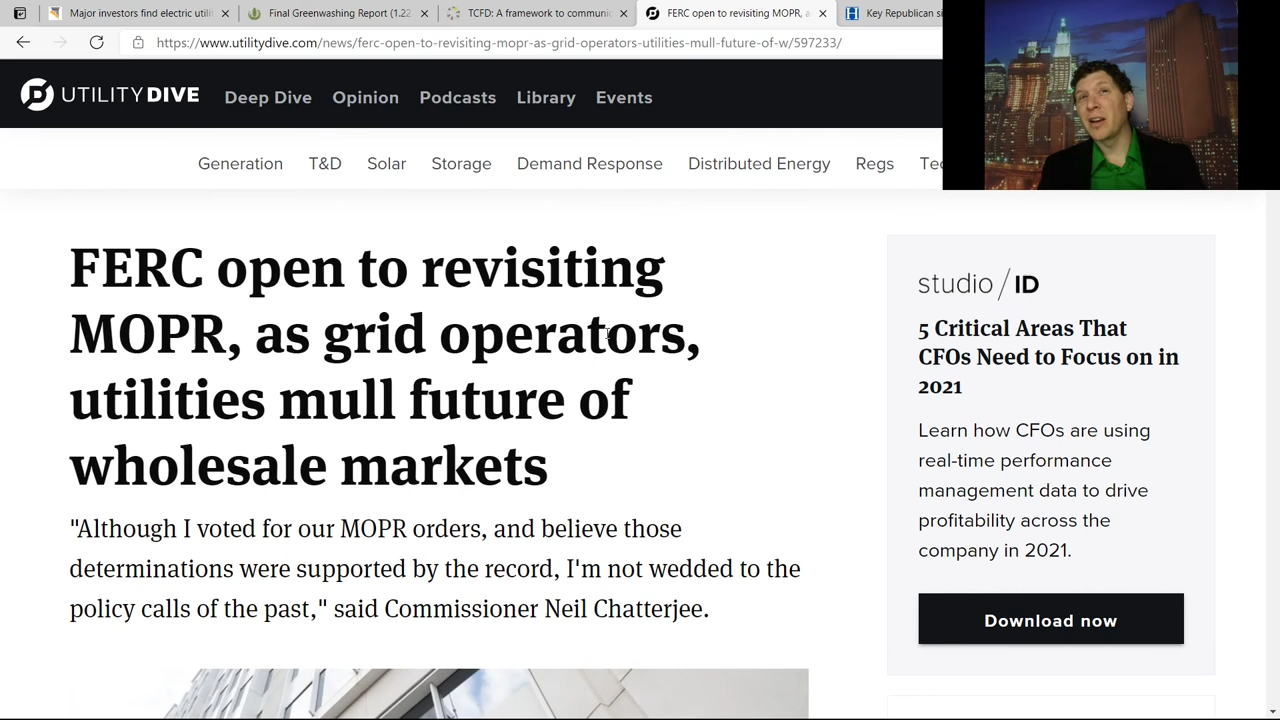 Major investors find electric utili
Final Greenwashing Report (1.22
TCFD: A framework to communic
FERC open to revisiting MOPR, a
Key Republican si
https://www.utilitydive.com/news/ferc-open-to-revisiting-mopr-as-grid-operators-utilities-mull-future-of-w/597233/
UTILITY DIVE
Deep Dive Opinion Podcasts Library Events
Generation T&D Solar Storage Demand Response Distributed Energy Regs Tec
FERC open to revisiting
MOPR, as grid operators,
utilities mull future of
wholesale markets
"Although I voted for our MOPR orders, and believe those
determinations were supported by the record, I'm not wedded to the
policy calls of the past," said Commissioner Neil Chatterjee.
studio/ID
5 Critical Areas That
CFOs Need to Focus on in
2021
Learn how CFOs are using
real-time performance
management data to drive
profitability across the
company in 2021.
Download now